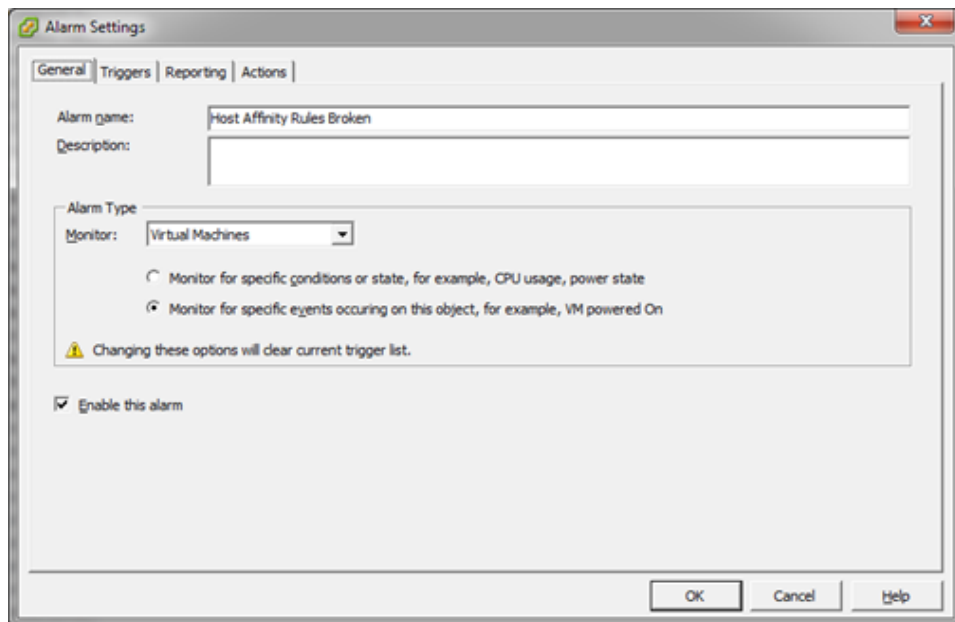 Alarm Settings
General Triggers Reporting Actions
Alarm name: Host Affinity Rules Broken
Description:
Alarm Type
Monitor: Virtual Machines
Monitor for specific conditions or state, for example, CPU usage, power state
Monitor for specific events occuring on this object, for example, VM powered On
Changing these options will clear current trigger list.
Enable this alarm
OK Cancel Help